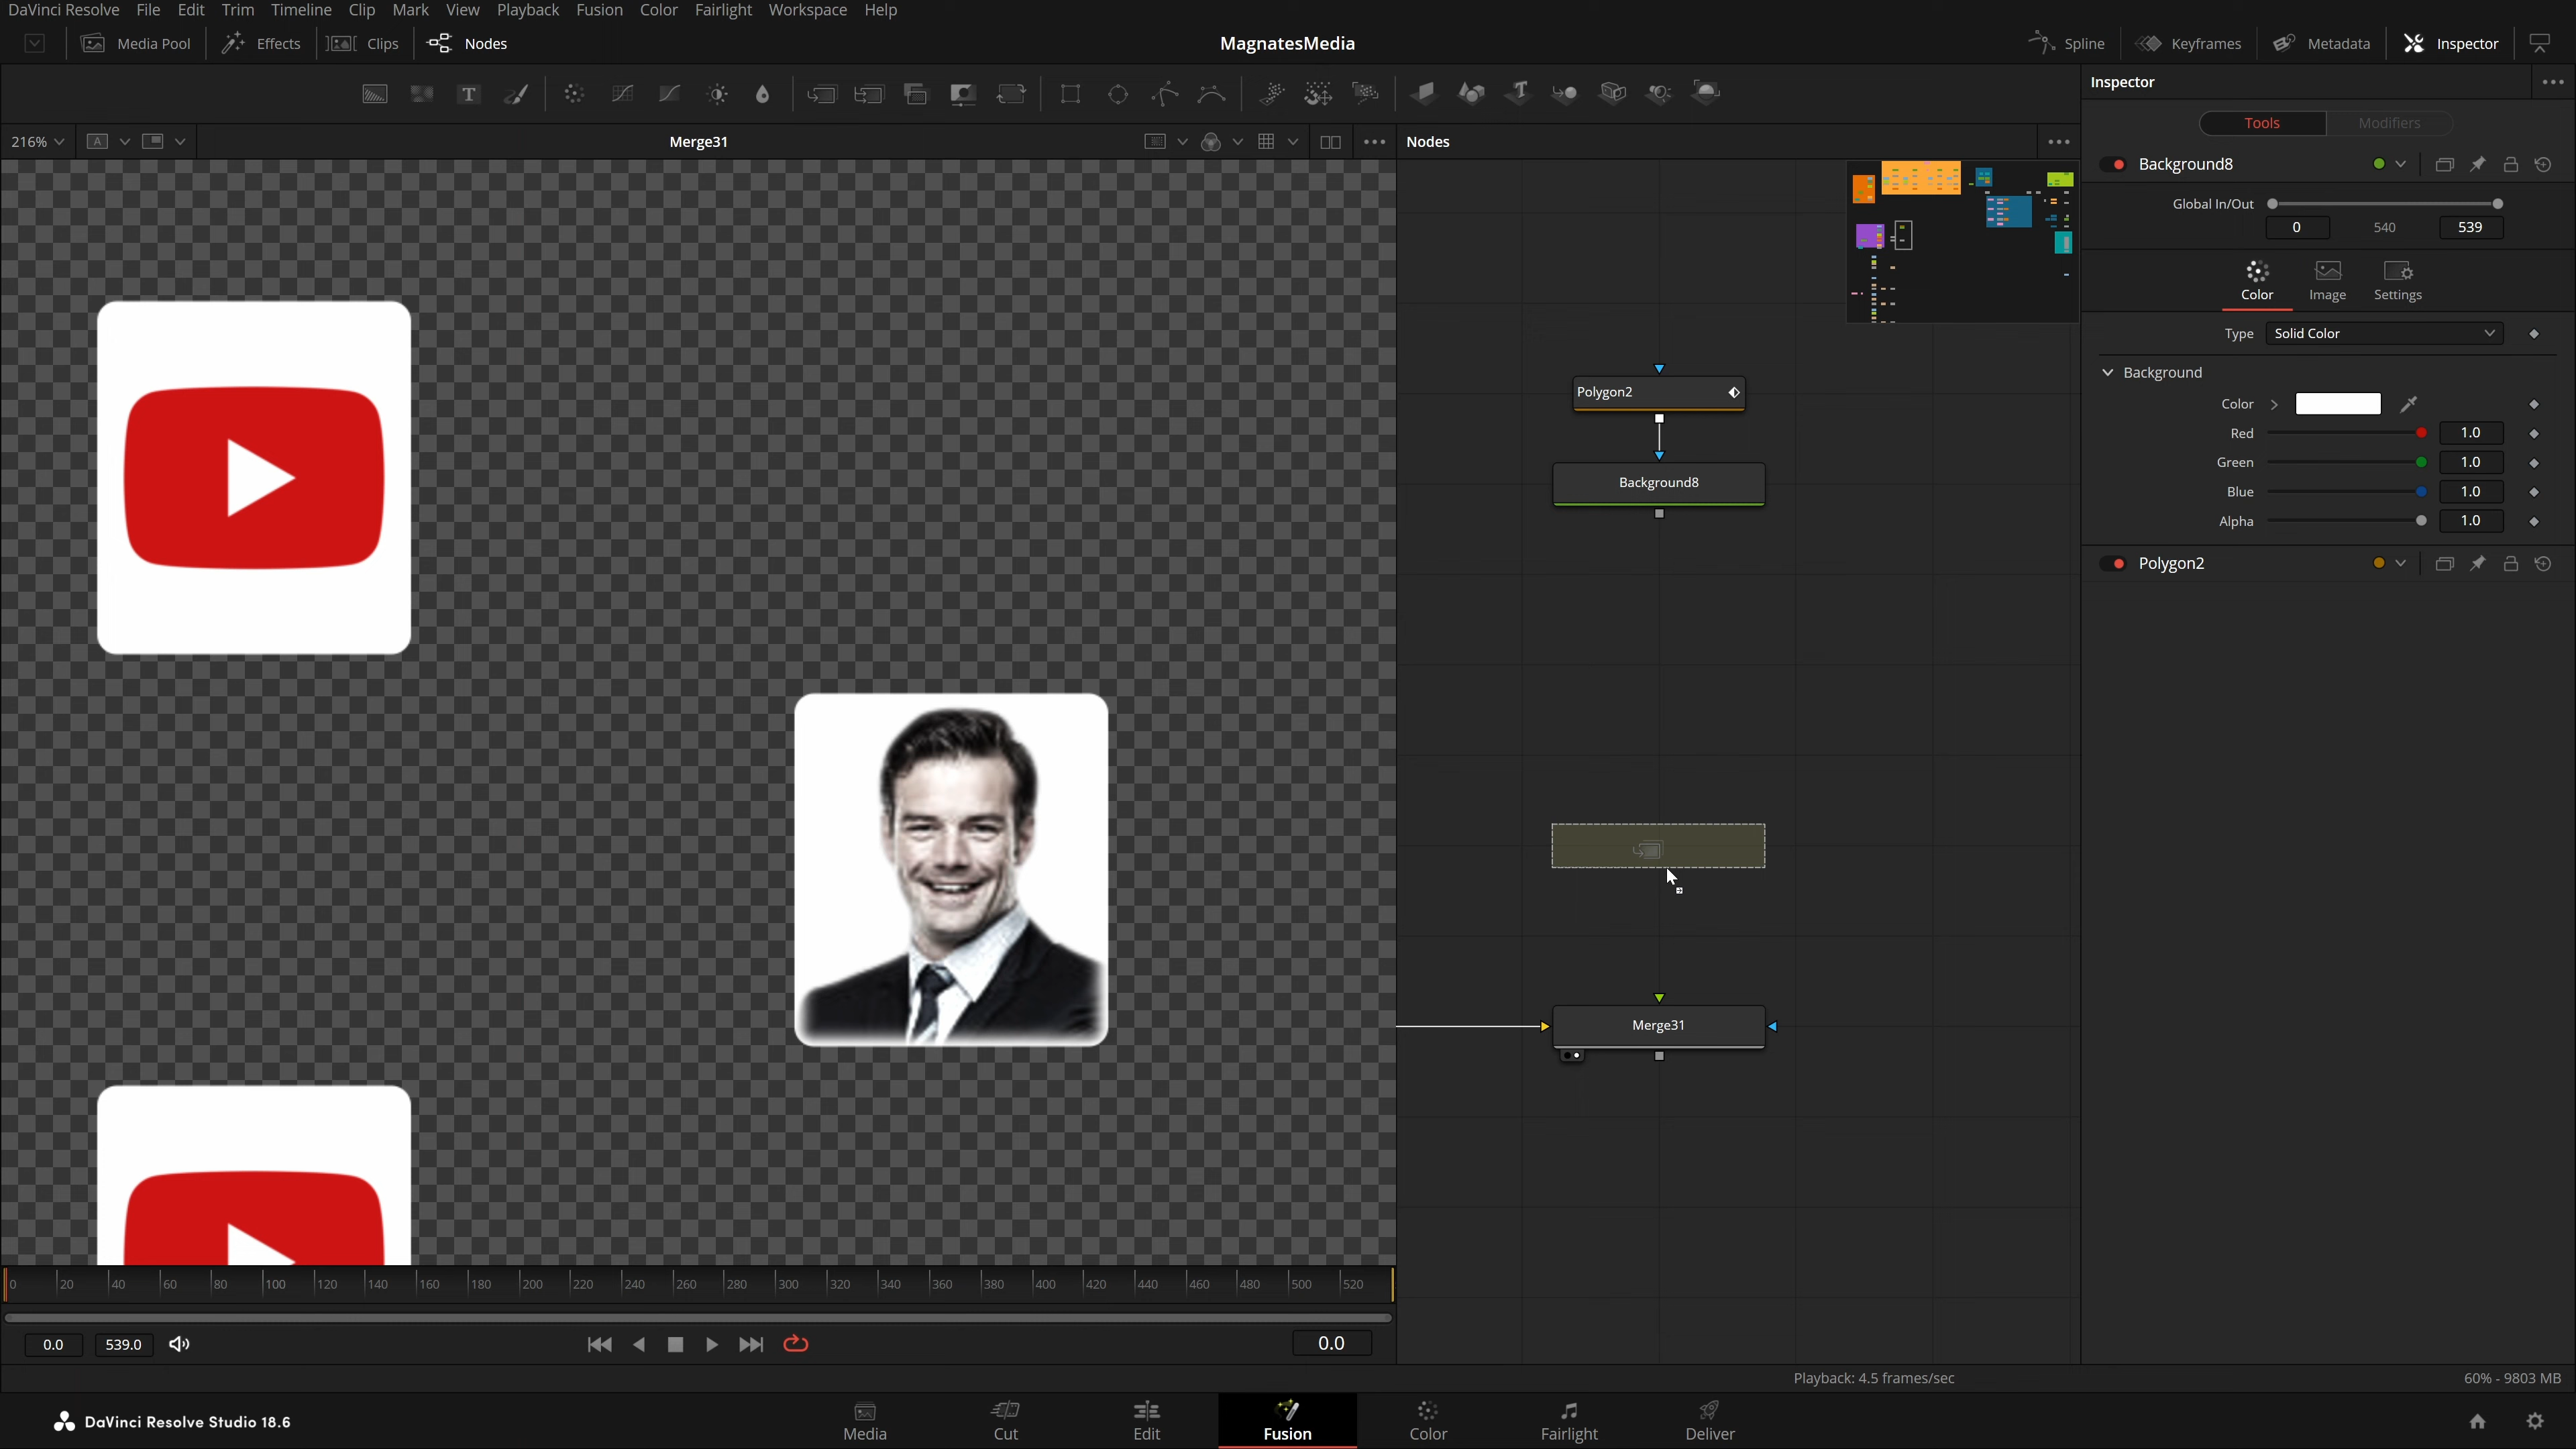 DaVinci Resolve File Edit Trim Timeline Clip Mark View Playback Fusion Color Fairlight Workspace Help
Media Pool Effects Clips Nodes MagnatesMedia Spline Keyframes Metadata Inspector
Inspector
216% A Merge31 Nodes
Tools Modifiers
Background8
Global In/Out
0 540 539
Color Image Settings
Type Solid Color
Background
Color
Red 1.0
Green 1.0
Blue 1.0
Alpha 1.0
Polygon2
Polygon2
Background8
Merge31
0 20 40 60 80 100 120 140 160 180 200 220 240 260 280 300 320 340 360 380 400 420 440 460 480 500 520
0.0 539.0 0.0
Playback: 4.5 frames/sec 60% - 9803 MB
DaVinci Resolve Studio 18.6 Media Cut Edit Fusion Color Fairlight Deliver